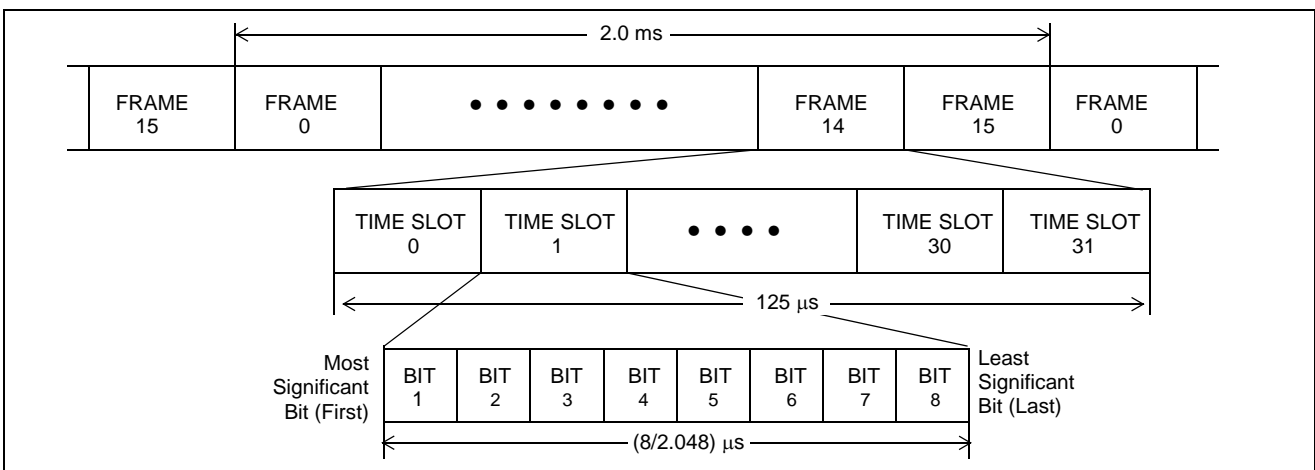 2.0 ms
FRAME
15
FRAME
0
FRAME
14
FRAME
15
FRAME
0
TIME SLOT
0
TIME SLOT
1
TIME SLOT
30
TIME SLOT
31
125 μs
Most
Significant
Bit (First)
BIT
1
BIT
2
BIT
3
BIT
4
BIT
5
BIT
6
BIT
7
BIT
8
Least
Significant
Bit (Last)
(8/2.048) μs